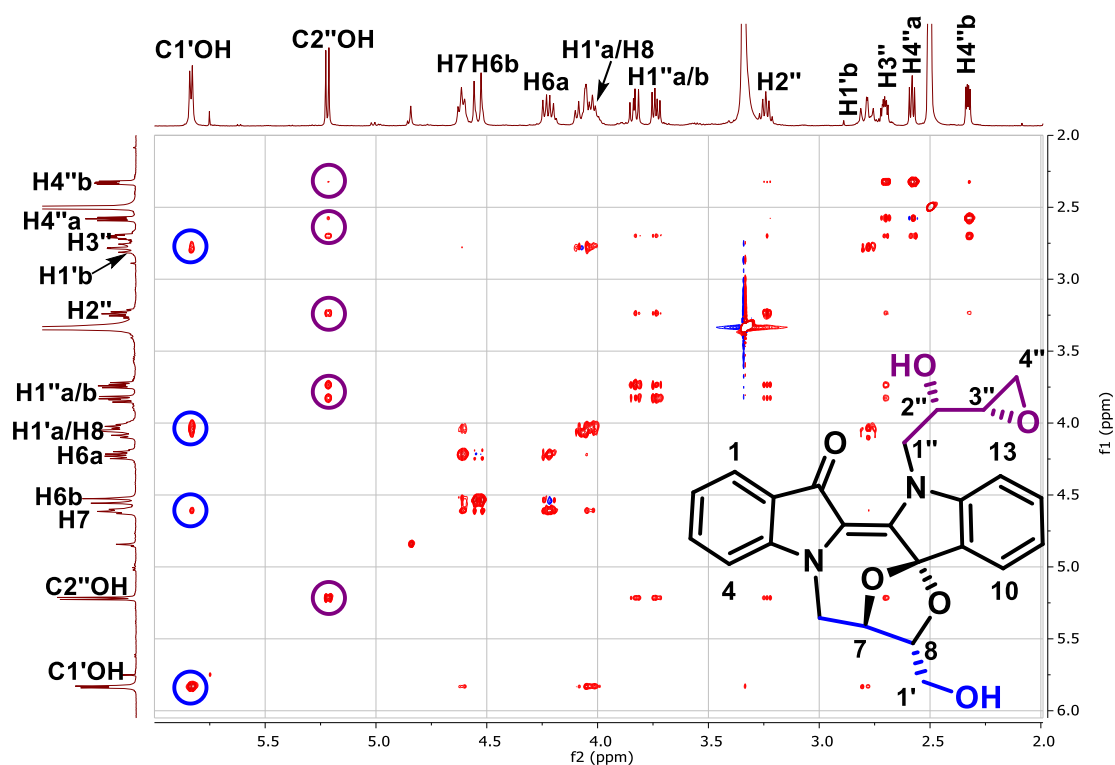 C1'OH
C2''OH
H7 H6b
H6a
H1'a/H8
H1''a/b
H2''
H1'b
H3''
H4''a
H4''b
H4''b
H4''a
H3''
H1'b
H2''
H1''a/b
H1'a/H8
H6a
H6b
H7
C2''OH
C1'OH
2.0
2.5
3.0
3.5
4.0
4.5
5.0
5.5
6.0
f1 (ppm)
5.5
5.0
4.5
4.0
3.5
3.0
2.5
2.0
f2 (ppm)
HO
4''
2''
3''
O
1''
13
1
O
N
N
4
O
O
10
7
8
1'
OH